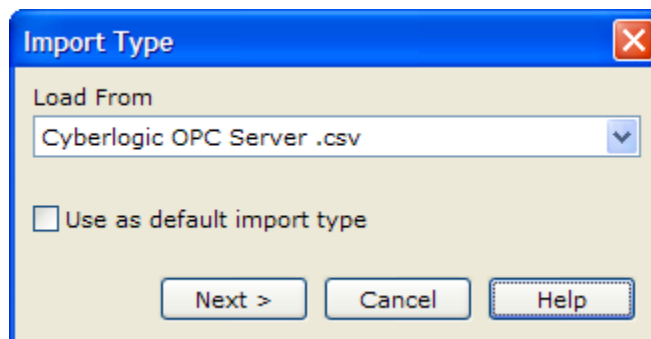 Import Type
Load From
Cyberlogic OPC Server .csv
Use as default import type
Next > Cancel Help